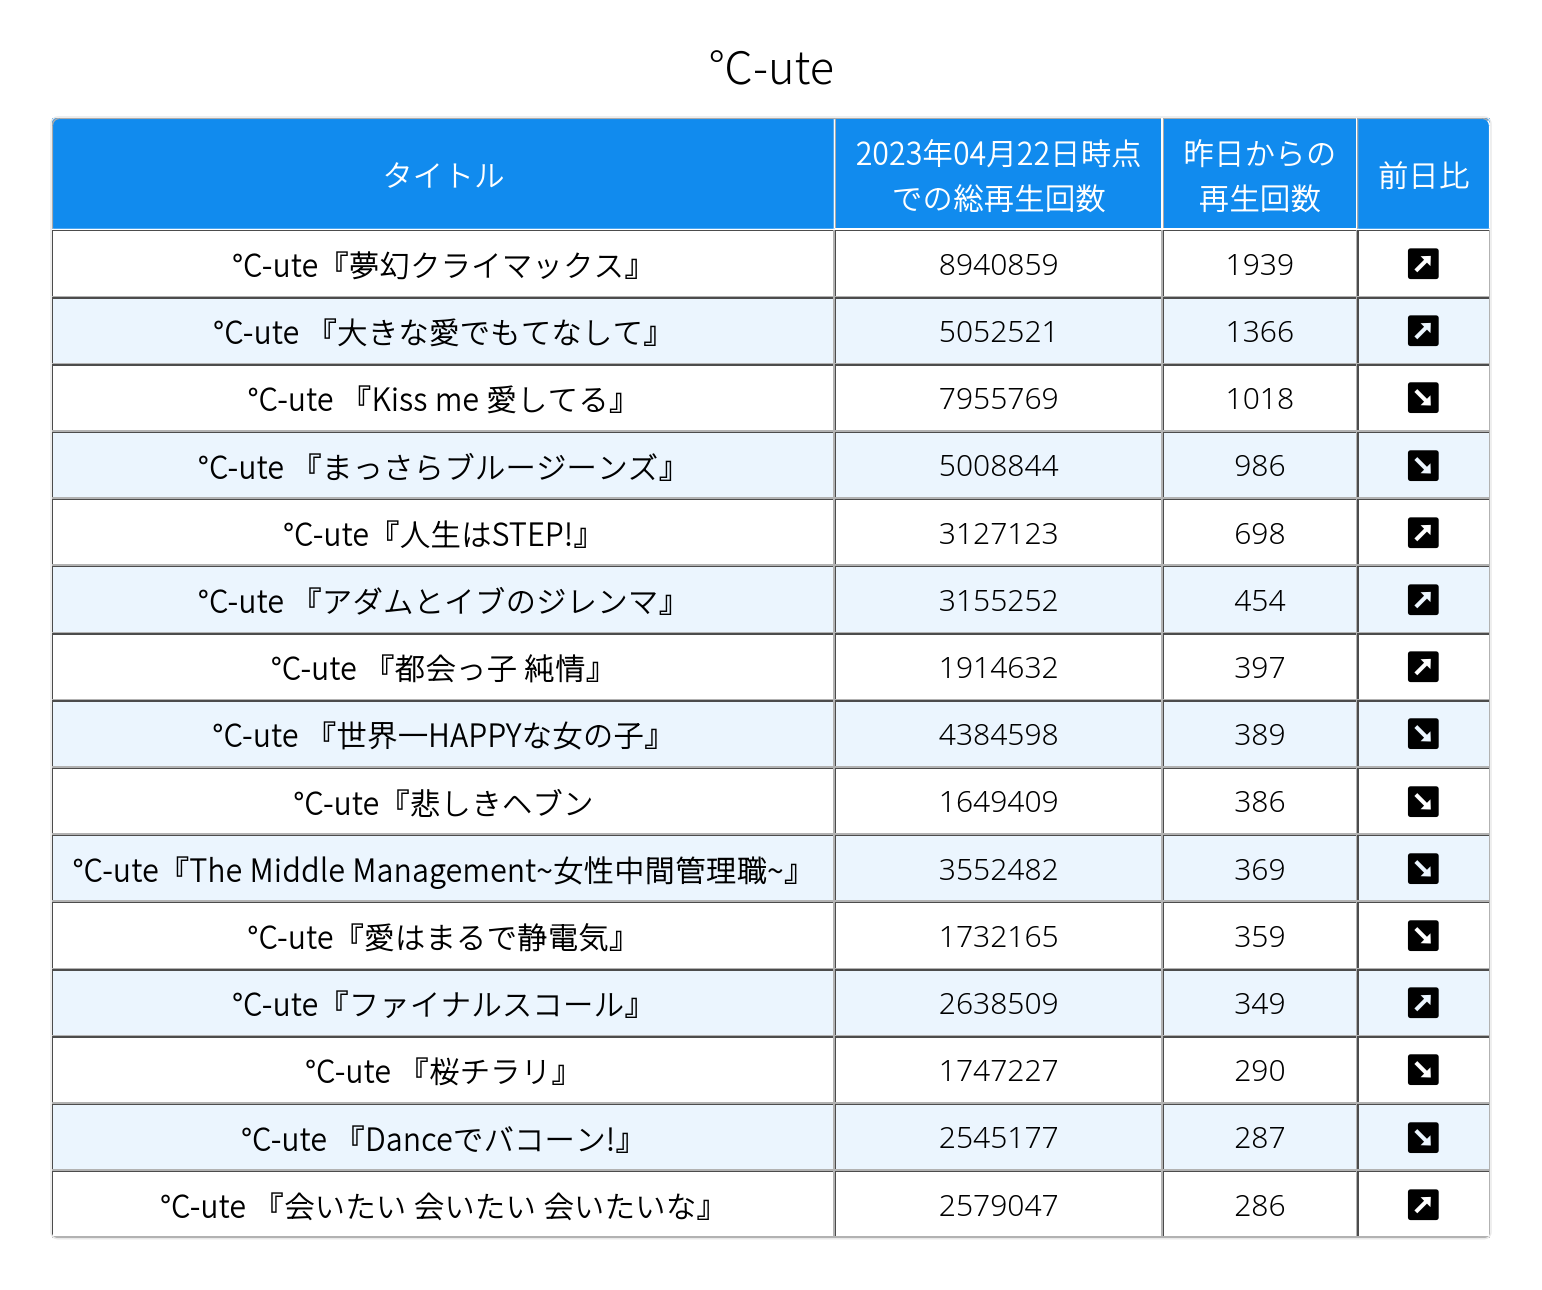 °C-ute
タイトル 2023年04月22日時点での総再生回数 昨日からの再生回数 前日比
°C-ute『夢幻クライマックス』 8940859 1939 ↗
°C-ute 『大きな愛でもてなして』 5052521 1366 ↗
°C-ute 『Kiss me 愛してる』 7955769 1018 ↘
°C-ute 『まっさらブルージーンズ』 5008844 986 ↘
°C-ute『人生はSTEP!』 3127123 698 ↗
°C-ute 『アダムとイブのジレンマ』 3155252 454 ↗
°C-ute 『都会っ子 純情』 1914632 397 ↗
°C-ute 『世界一HAPPYな女の子』 4384598 389 ↘
°C-ute『悲しきヘブン 1649409 386 ↘
°C-ute『The Middle Management~女性中間管理職~』 3552482 369 ↘
°C-ute『愛はまるで静電気』 1732165 359 ↘
°C-ute『ファイナルスコール』 2638509 349 ↗
°C-ute 『桜チラリ』 1747227 290 ↘
°C-ute 『Danceでバコーン!』 2545177 287 ↘
°C-ute 『会いたい 会いたい 会いたいな』 2579047 286 ↗